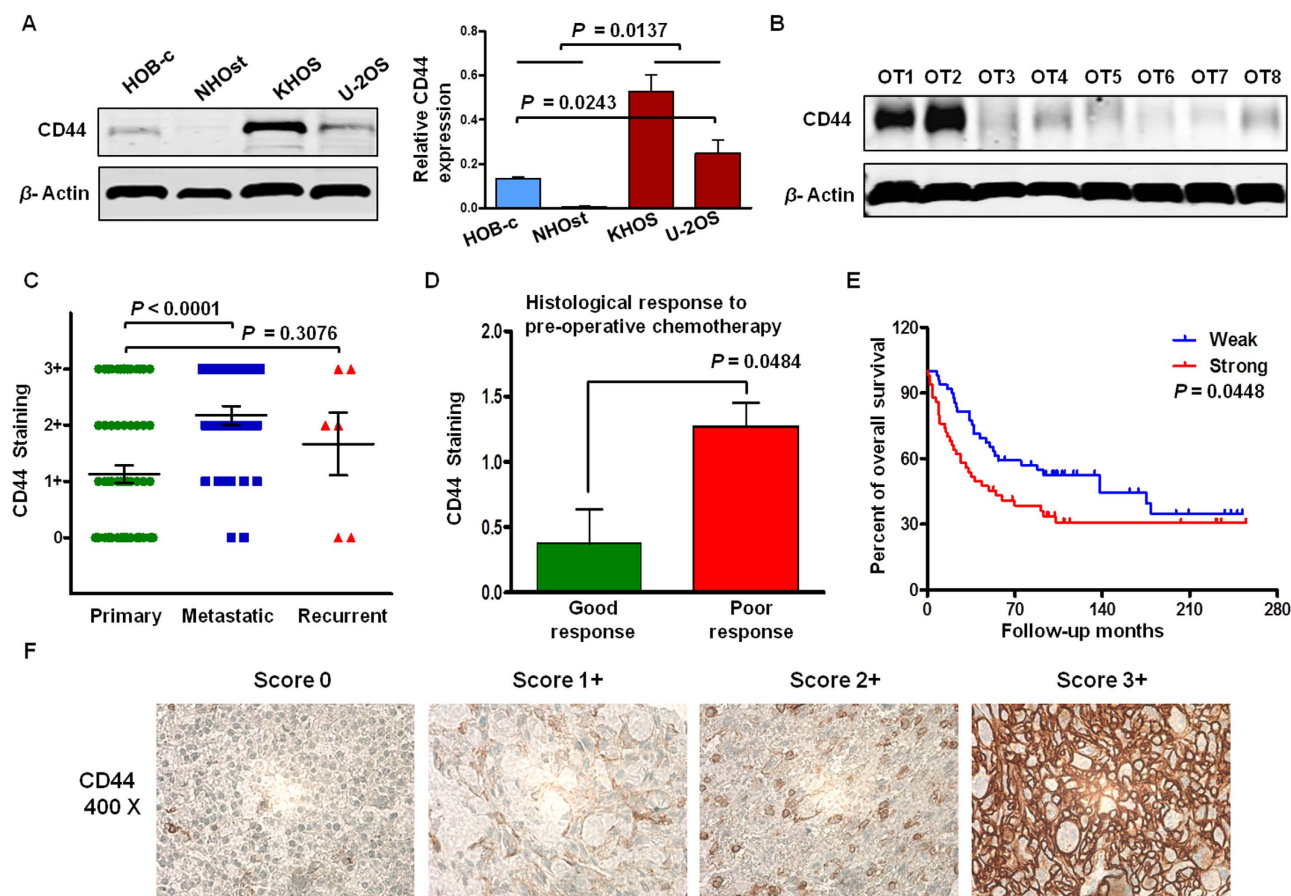 A
HOB-c
NHOst
KHOS
U-2OS
CD44
β- Actin
Relative CD44
expression
0.8
0.6
0.4
0.2
0.0
P = 0.0137
P = 0.0243
HOB-c
NHOst
KHOS
U-2OS
B
OT1 OT2 OT3 OT4 OT5 OT6 OT7 OT8
CD44
β- Actin
C
P < 0.0001
P = 0.3076
CD44 Staining
3+
2+
1+
0
Primary Metastatic Recurrent
D
Histological response to
pre-operative chemotherapy
P = 0.0484
CD44 Staining
2.0
1.5
1.0
0.5
0.0
Good
response
Poor
response
E
Percent of overall survival
120
90
60
30
0
Weak
Strong
P = 0.0448
0 70 140 210 280
Follow-up months
F
Score 0 Score 1+ Score 2+ Score 3+
CD44
400 X